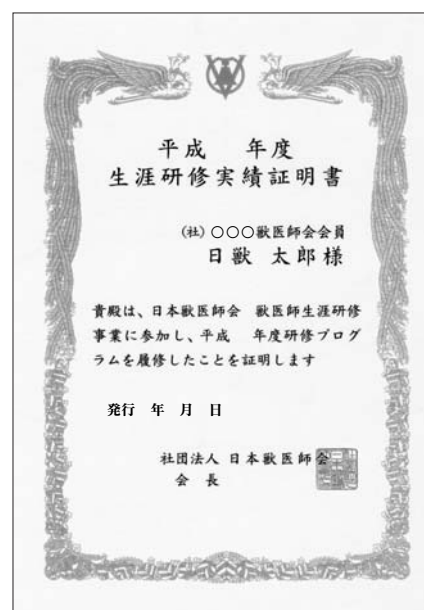 平成　年度
生涯研修実績証明書
(社)○○○獣医師会会員
日獣 太郎様
貴殿は、日本獣医師会　獣医師生涯研修
事業に参加し、平成　年度研修プログ
ラムを履修したことを証明します
発行　年　月　日
社団法人 日本獣医師会
会　長